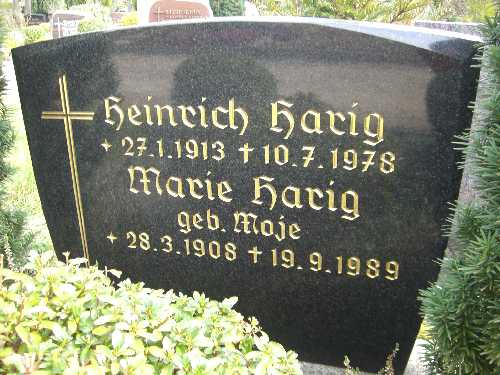 Heinrich Harig
+ 27.1.1913 † 10.7.1978
Marie Harig
geb. Moje
+ 28.3.1908 † 19.9.1989